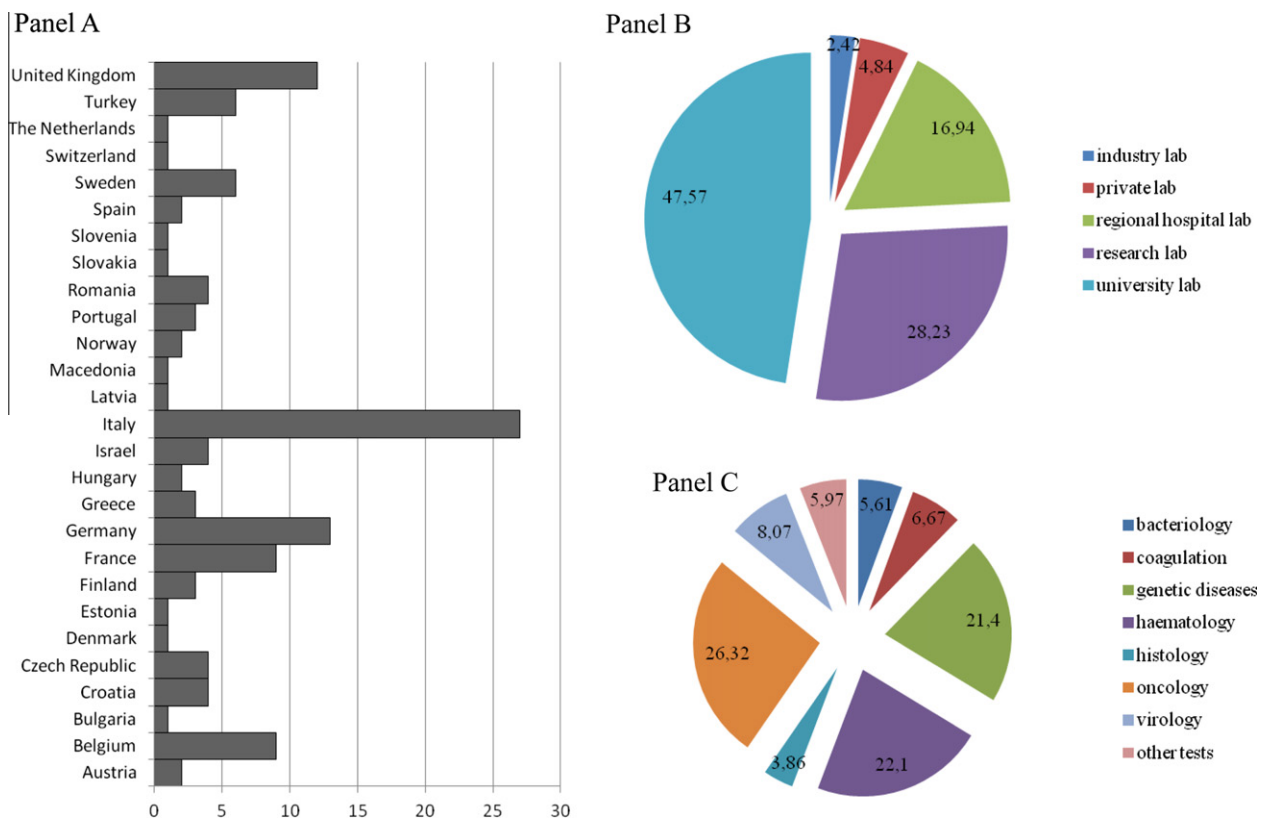 Panel A
United Kingdom
Turkey
The Netherlands
Switzerland
Sweden
Spain
Slovenia
Slovakia
Romania
Portugal
Norway
Macedonia
Latvia
Italy
Israel
Hungary
Greece
Germany
France
Finland
Estonia
Denmark
Czech Republic
Croatia
Bulgaria
Belgium
Austria
0 5 10 15 20 25 30
Panel B
2,42
4,84
16,94
47,57
28,23
industry lab
private lab
regional hospital lab
research lab
university lab
Panel C
5,97
5,61
6,67
8,07
21,4
26,32
3,86
22,1
bacteriology
coagulation
genetic diseases
haematology
histology
oncology
virology
other tests